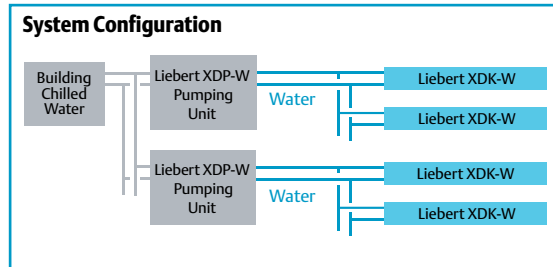 System Configuration
Building
Chilled
Water
Liebert XDP-W
Pumping
Unit
Water
Liebert XDK-W
Liebert XDK-W
Liebert XDP-W
Pumping
Unit
Water
Liebert XDK-W
Liebert XDK-W